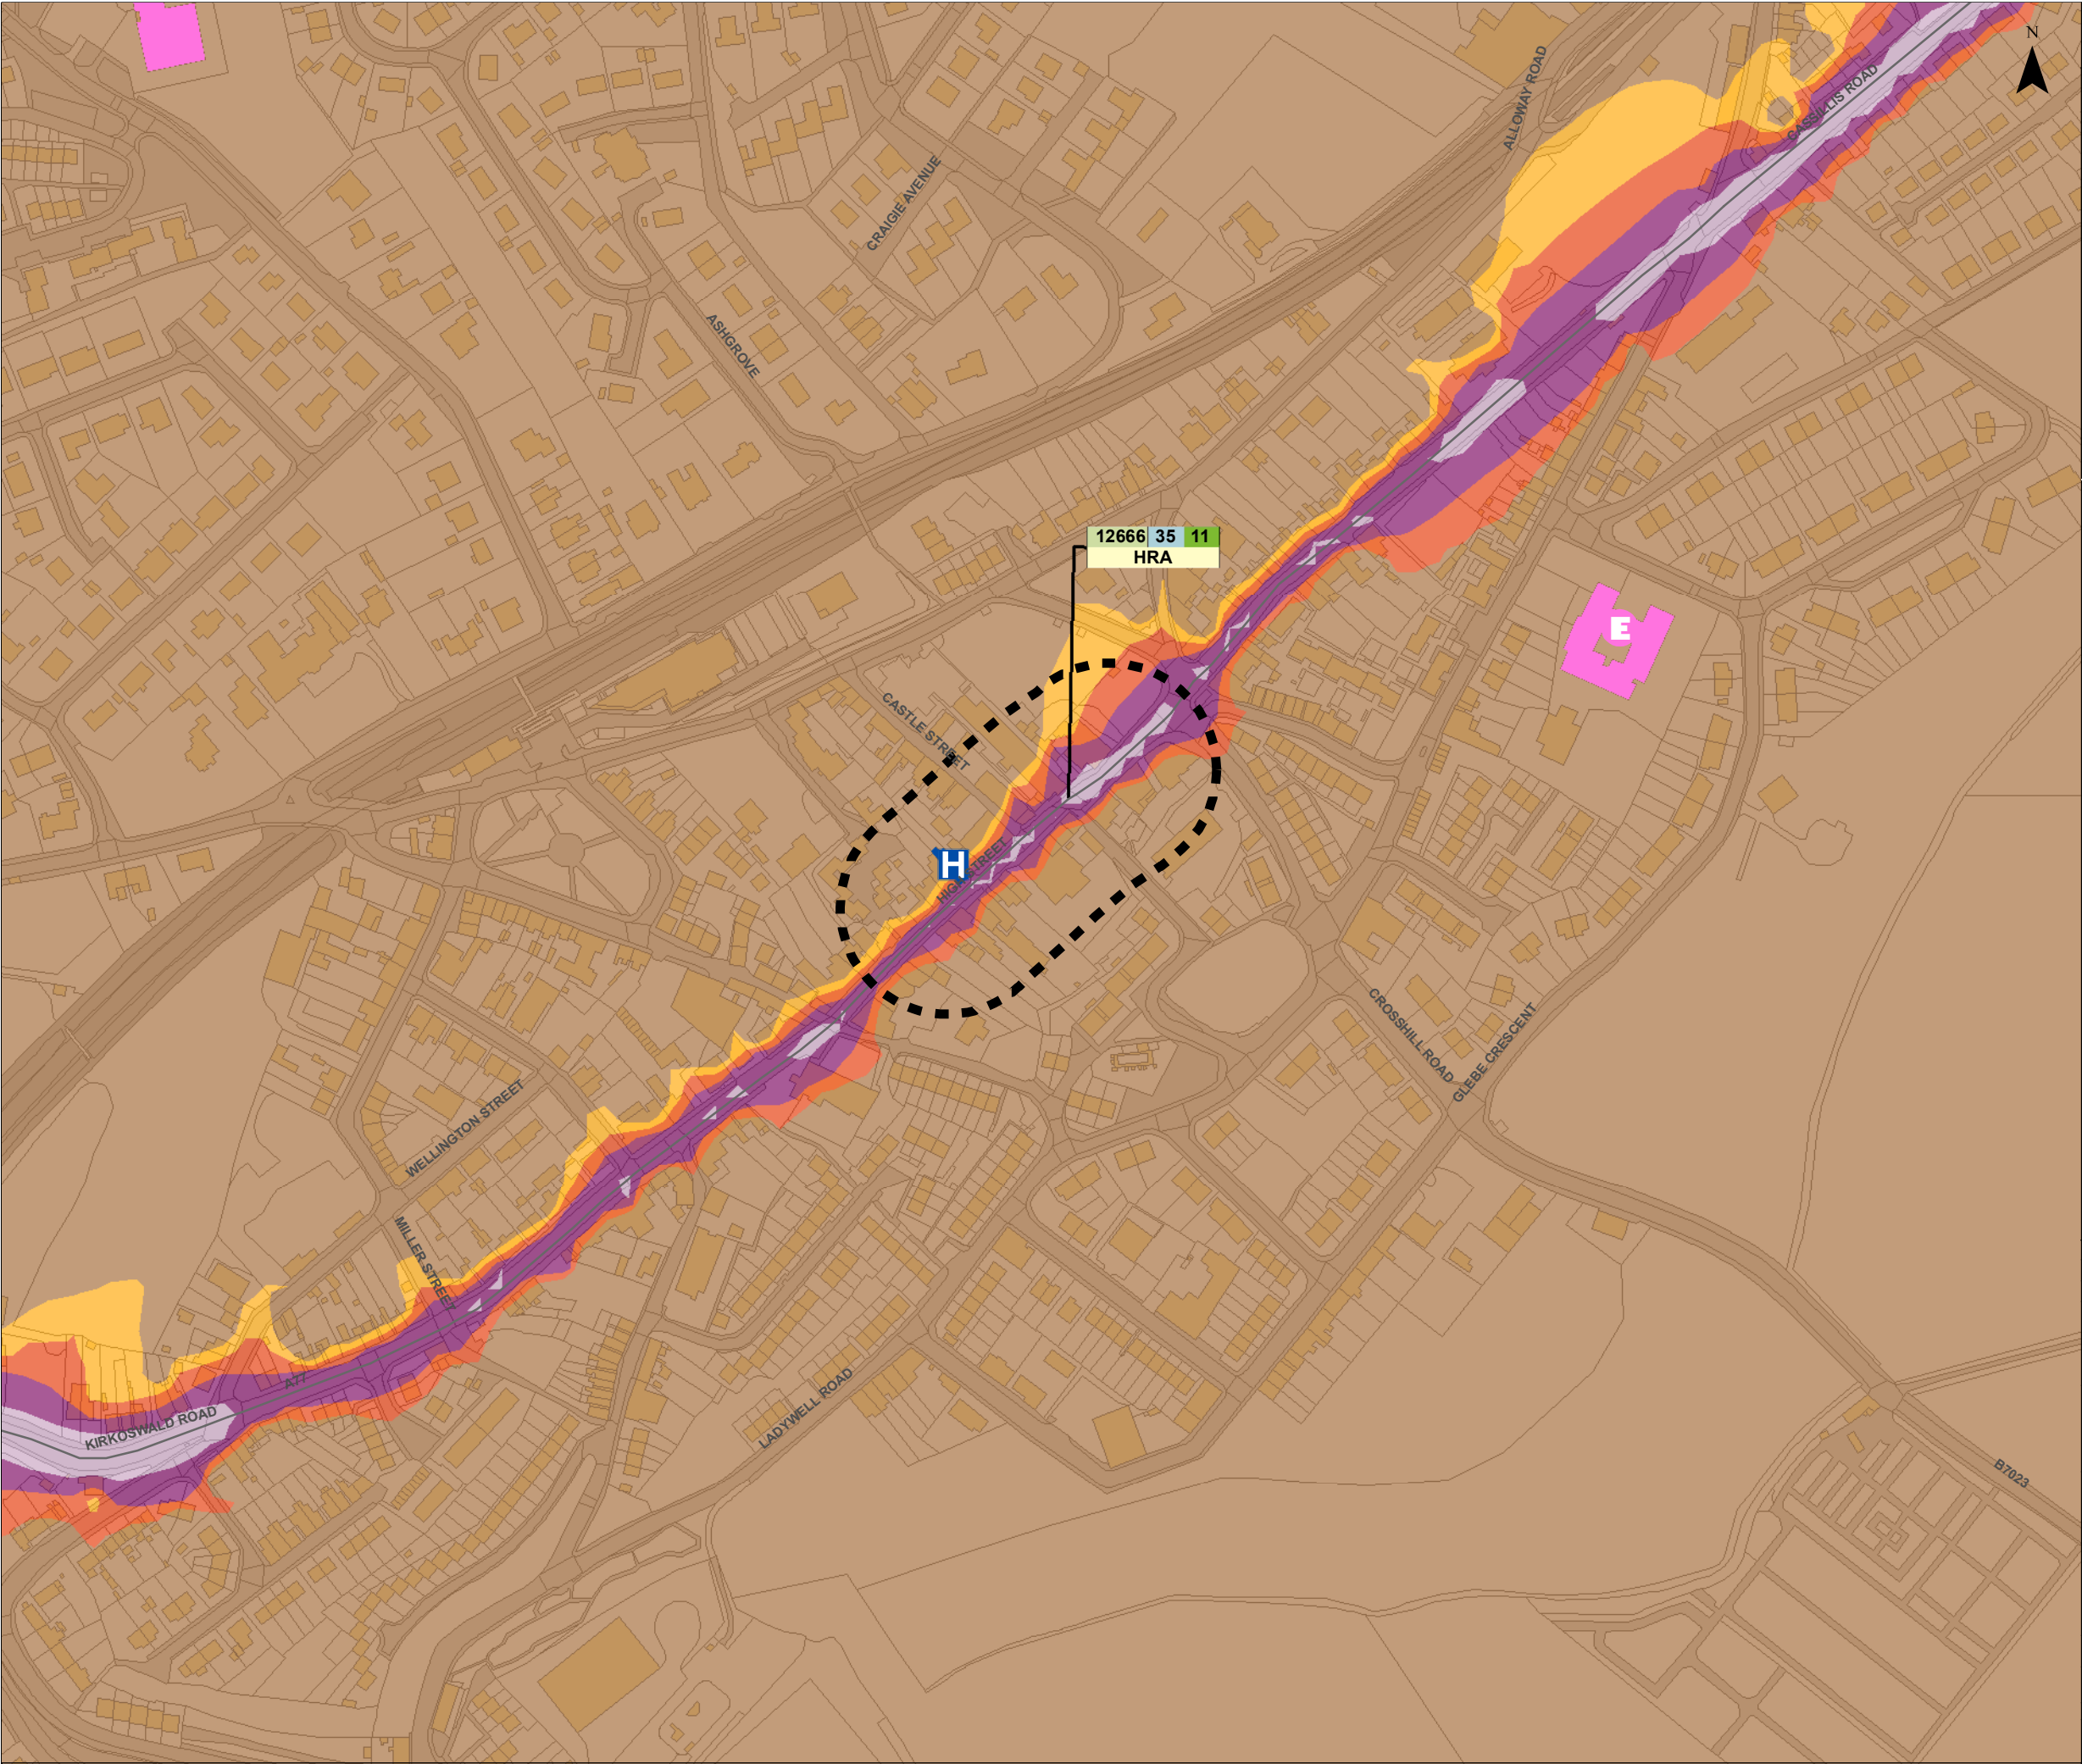 N
ALLOWAY ROAD
CASSILLIS ROAD
CRAIGIE AVENUE
ASHGROVE
12666 35 11
HRA
E
CASTLE STREET
H
HIGH STREET
CROSSHILL ROAD
GLEBE CRESCENT
WELLINGTON STREET
MILLER STREET
A77
KIRKOSWALD ROAD
LADYWELL ROAD
B7023